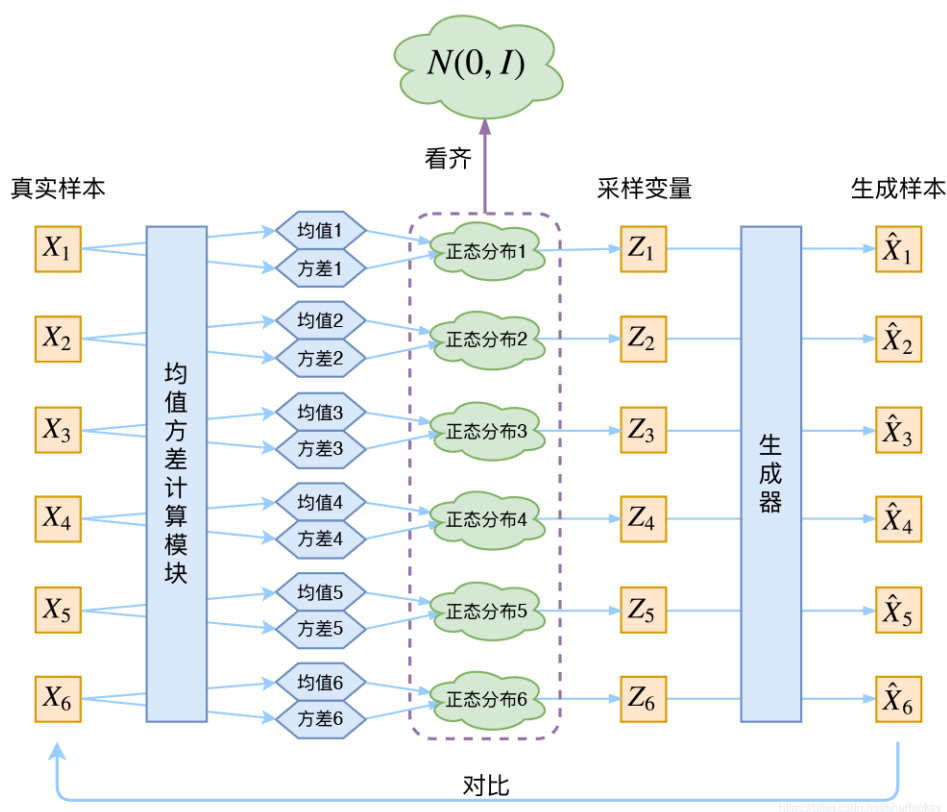 N(0, I)
看齐
真实样本
采样变量
生成样本
X₁
均值1
方差1
正态分布1
Z₁
X̂₁
X₂
均值2
方差2
正态分布2
Z₂
X̂₂
均值方差计算模块
X₃
均值3
方差3
正态分布3
Z₃
X̂₃
生成器
X₄
均值4
方差4
正态分布4
Z₄
X̂₄
X₅
均值5
方差5
正态分布5
Z₅
X̂₅
X₆
均值6
方差6
正态分布6
Z₆
X̂₆
对比